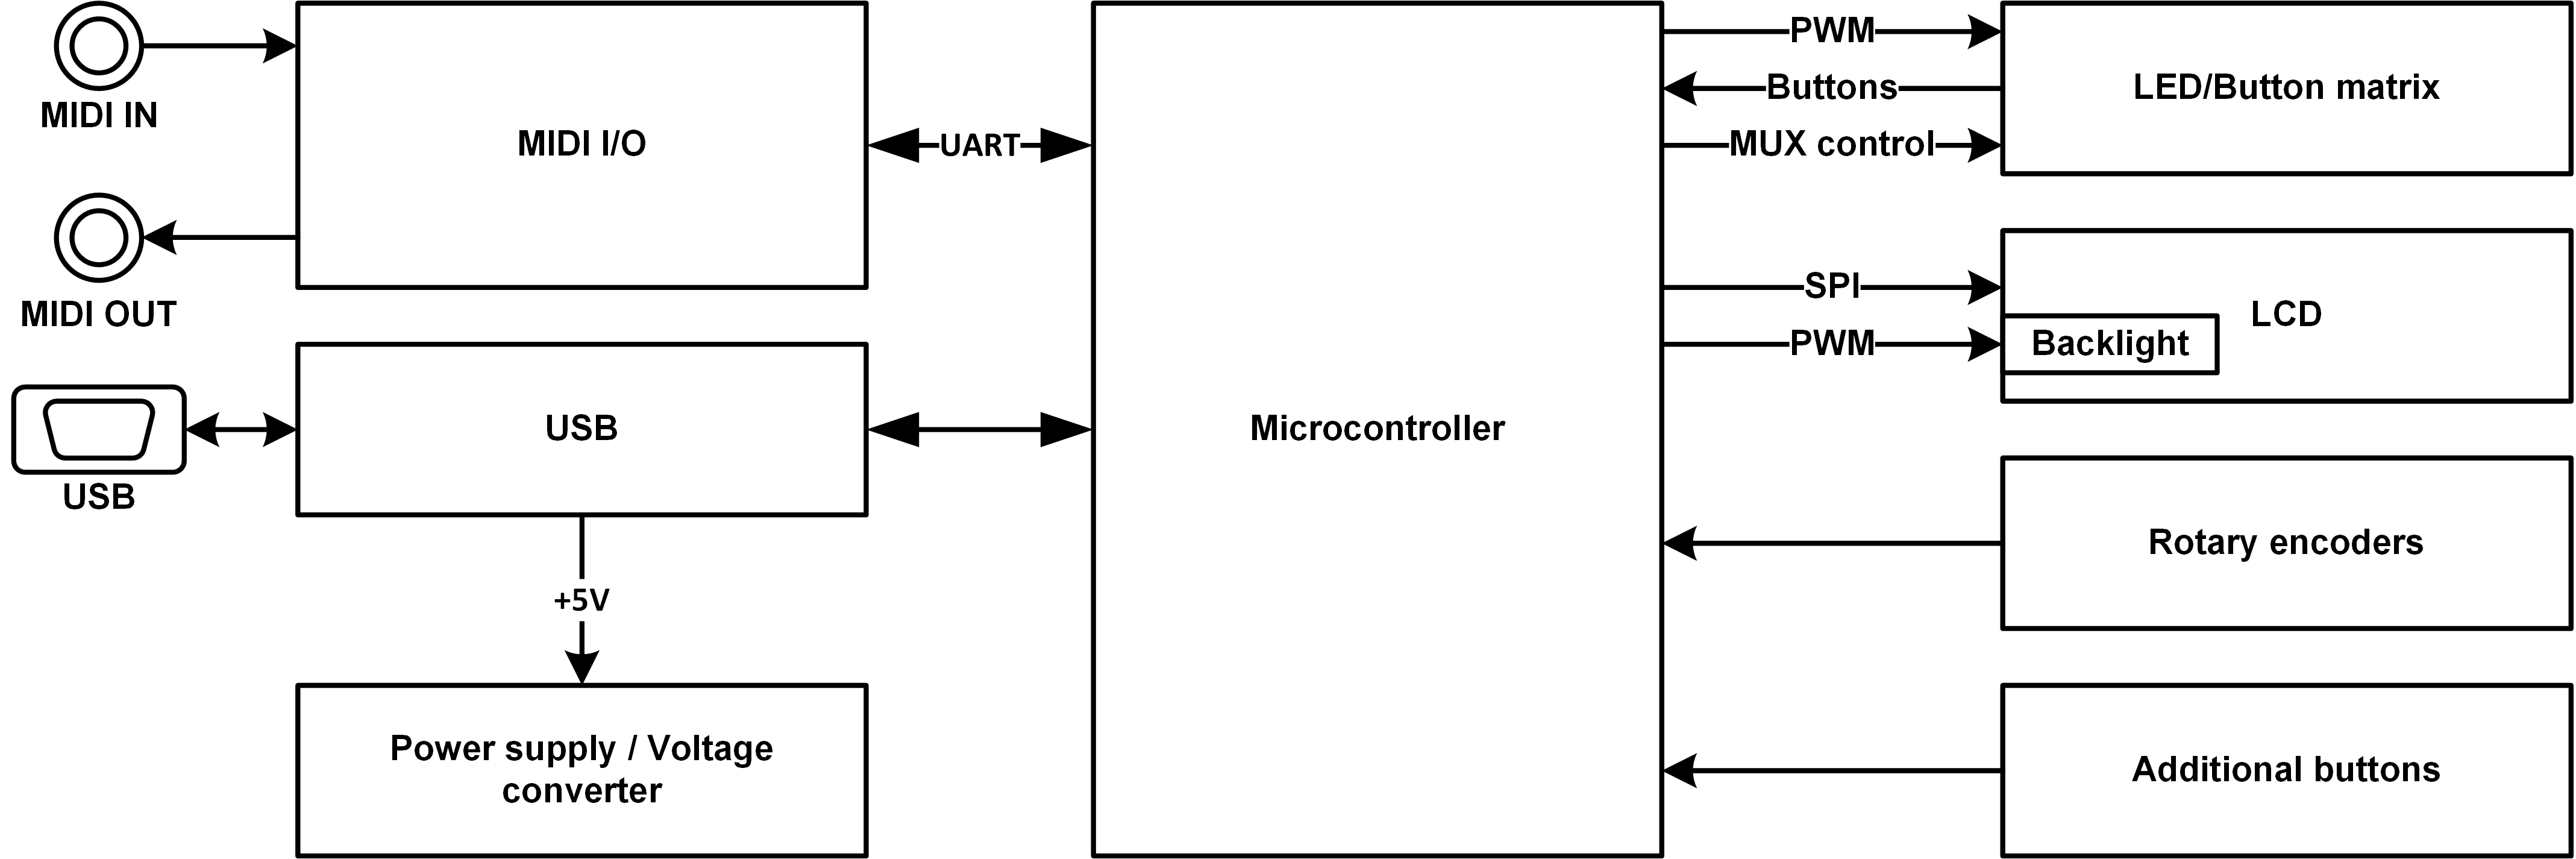 MIDI IN
MIDI OUT
USB
MIDI I/O
UART
USB
+5V
Power supply / Voltage
converter
Microcontroller
PWM
Buttons
MUX control
LED/Button matrix
SPI
PWM
LCD
Backlight
Rotary encoders
Additional buttons